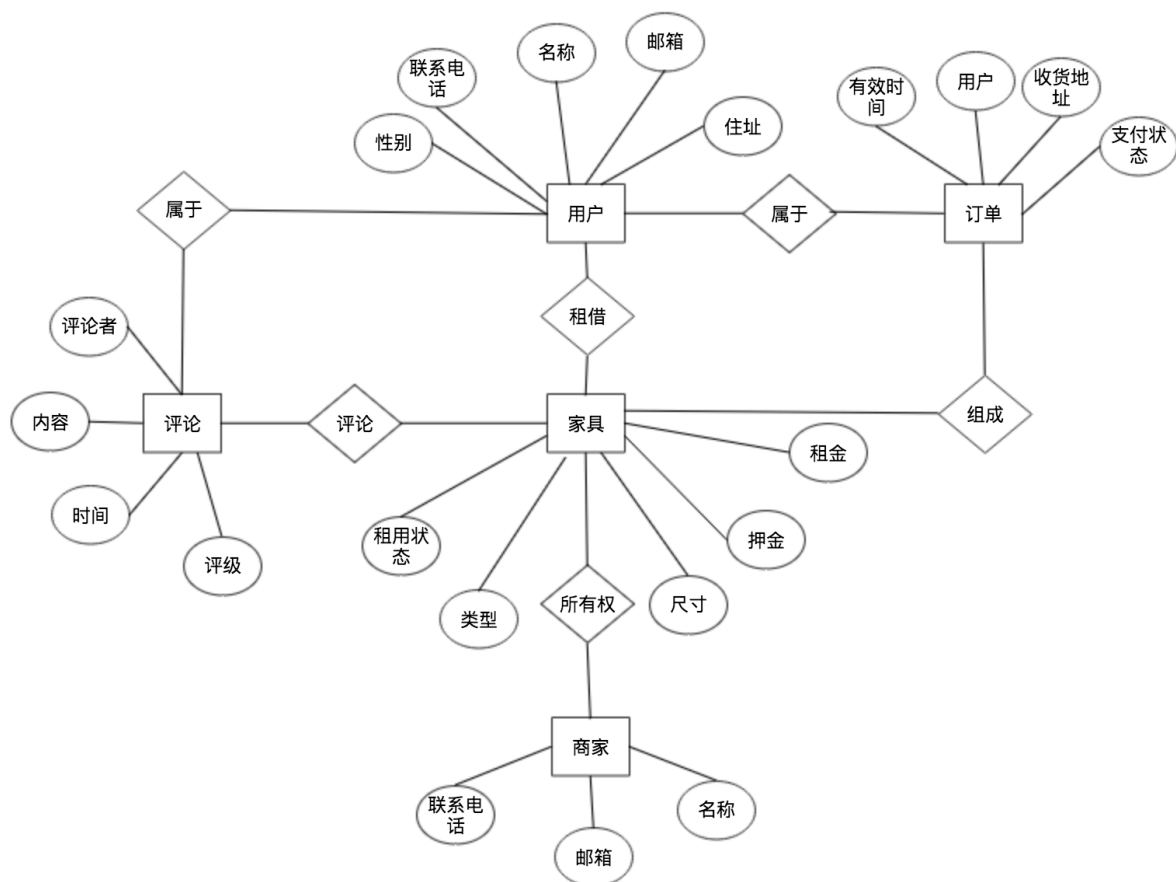 邮箱
名称
联系电
话
性别
住址
有效时
间
用户
收货地
址
支付状
态
属于
用户
属于
订单
租借
评论者
内容
评论
评论
家具
组成
时间
评级
租金
租用状
态
押金
类型
所有权
尺寸
商家
联系电
话
邮箱
名称